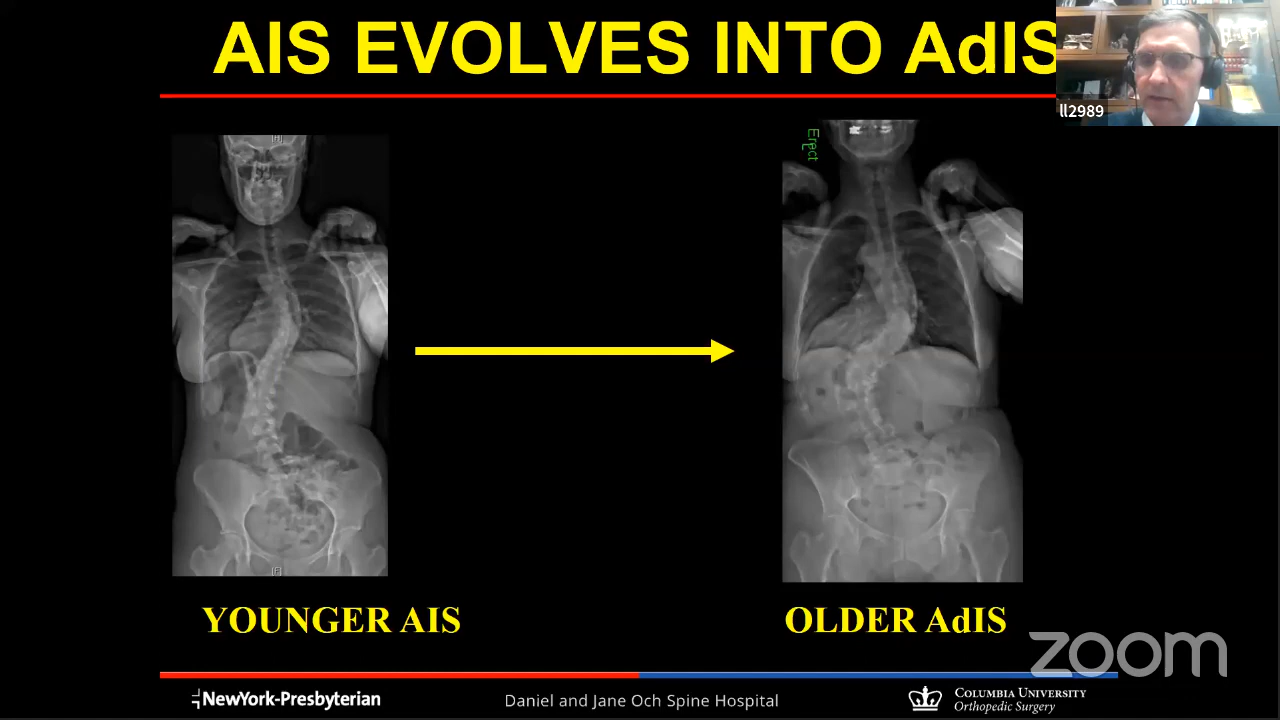 AIS EVOLVES INTO AdIS
ll2989
Erect
YOUNGER AIS
OLDER AdIS
zoom
NewYork-Presbyterian
Daniel and Jane Och Spine Hospital
COLUMBIA UNIVERSITY
Orthopedic Surgery